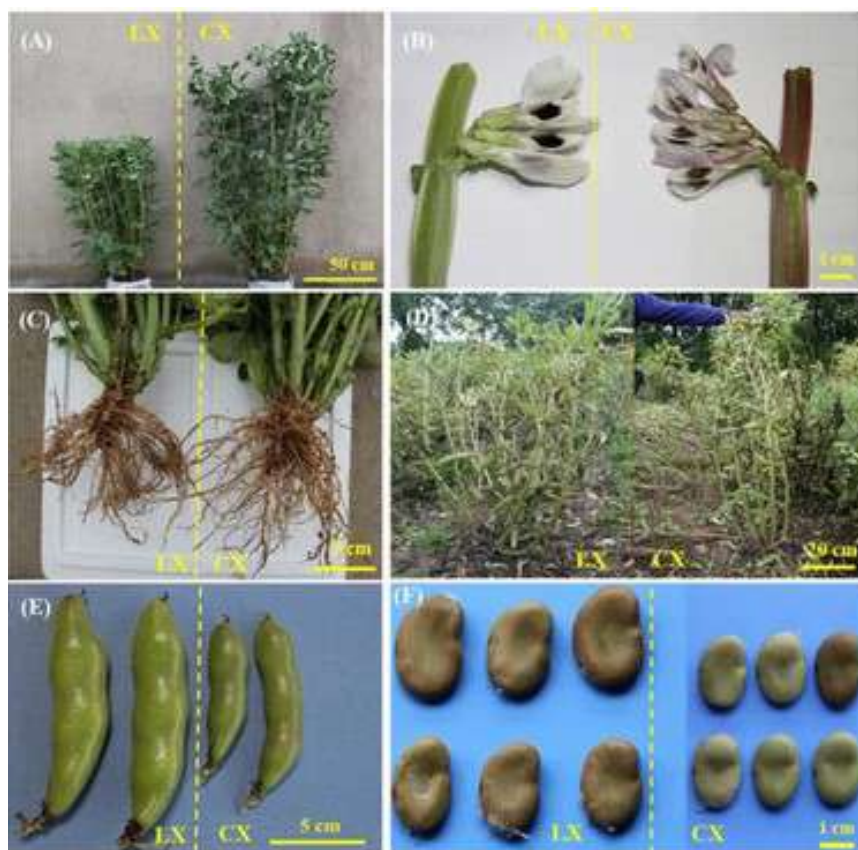 (A) LX CX
50 cm
(B) LX CX
1 cm
(C)
LX CX
cm
(D)
LX CX
20 cm
(E)
LX CX
5 cm
(F)
LX CX
1 cm